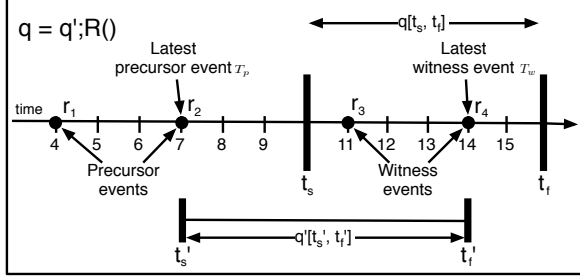 q = q';R()
q[tₛ, t_f]
Latest
precursor event Tₚ
Latest
witness event T_w
time
r₁
r₂
r₃
r₄
4 5 6 7 8 9 11 12 13 14 15
Precursor
events
Witness
events
tₛ
t_f
q'[tₛ', t_f']
tₛ'
t_f'